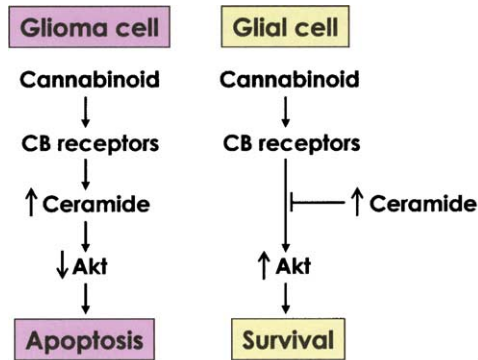 Glioma cell
Cannabinoid
CB receptors
↑ Ceramide
↓ Akt
Apoptosis
Glial cell
Cannabinoid
CB receptors
↑ Ceramide
↑ Akt
Survival